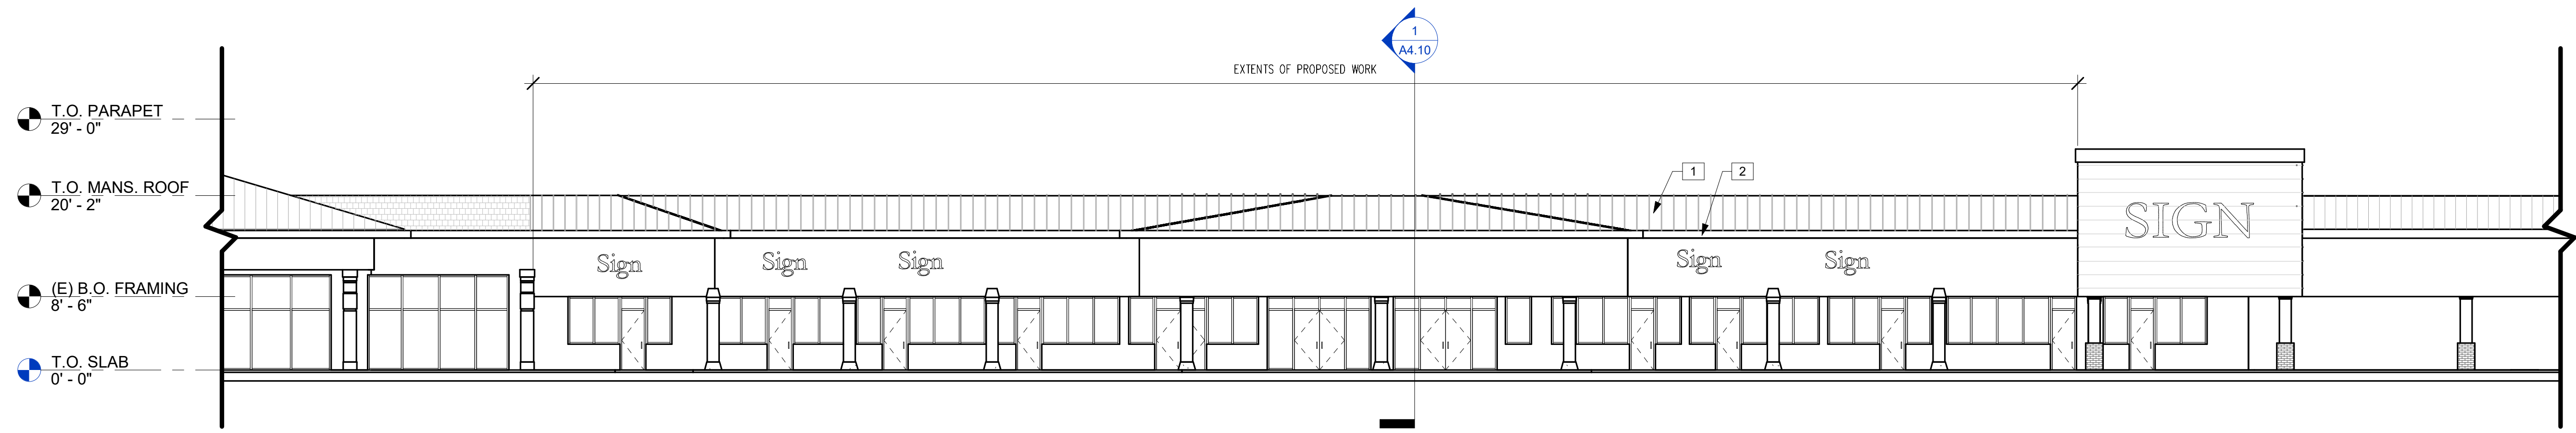 1
A4.10
EXTENTS OF PROPOSED WORK
T.O. PARAPET
29' - 0"
T.O. MANS. ROOF
20' - 2"
1
2
SIGN
Sign
Sign
Sign
Sign
Sign
(E) B.O. FRAMING
8' - 6"
T.O. SLAB
0' - 0"